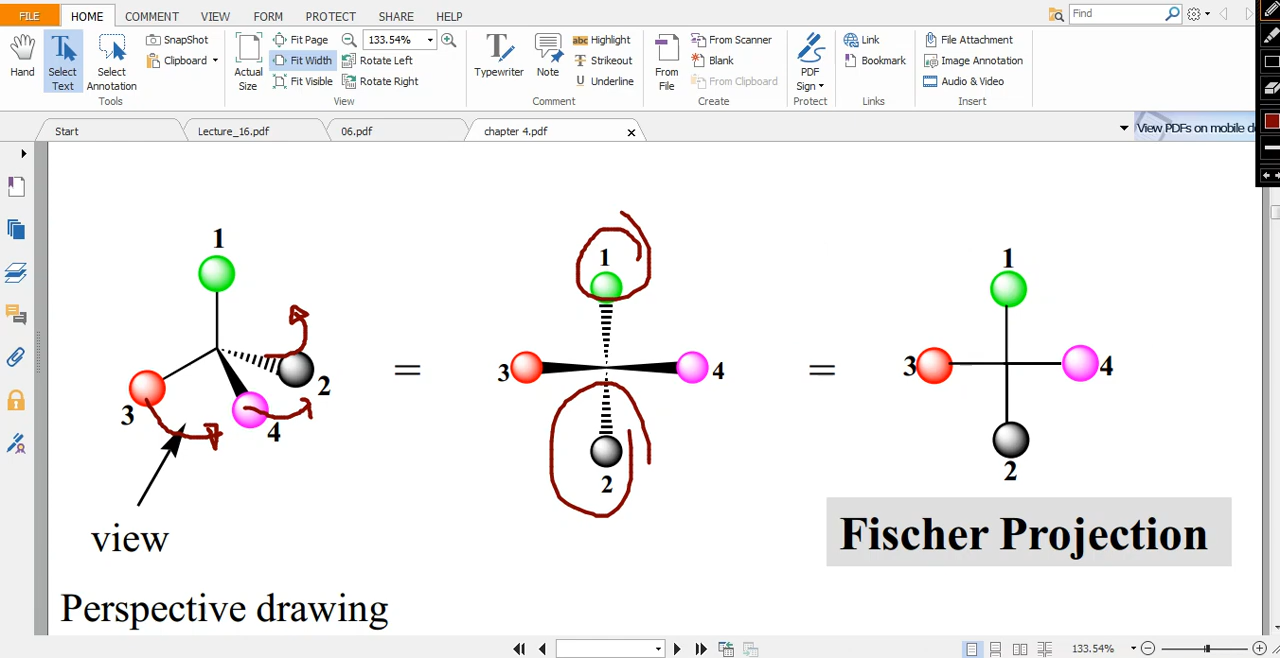 FILE HOME COMMENT VIEW FORM PROTECT SHARE HELP Find
Hand
Select
Text
Select
Annotation
SnapShot
Clipboard
Tools
Actual
Size
Fit Page
Fit Width
Fit Visible
133.54%
Rotate Left
Rotate Right
View
Typewriter
Note
abc Highlight
Strikeout
Underline
Comment
From
File
From Scanner
Blank
From Clipboard
Create
PDF
Sign
Protect
Link
Bookmark
Links
File Attachment
Image Annotation
Audio & Video
Insert
Start Lecture_16.pdf 06.pdf chapter 4.pdf View PDFs on mobile d
1
2
3
4
=
1
3 4
2
=
1
3 4
2
view
Fischer Projection
Perspective drawing
133.54%